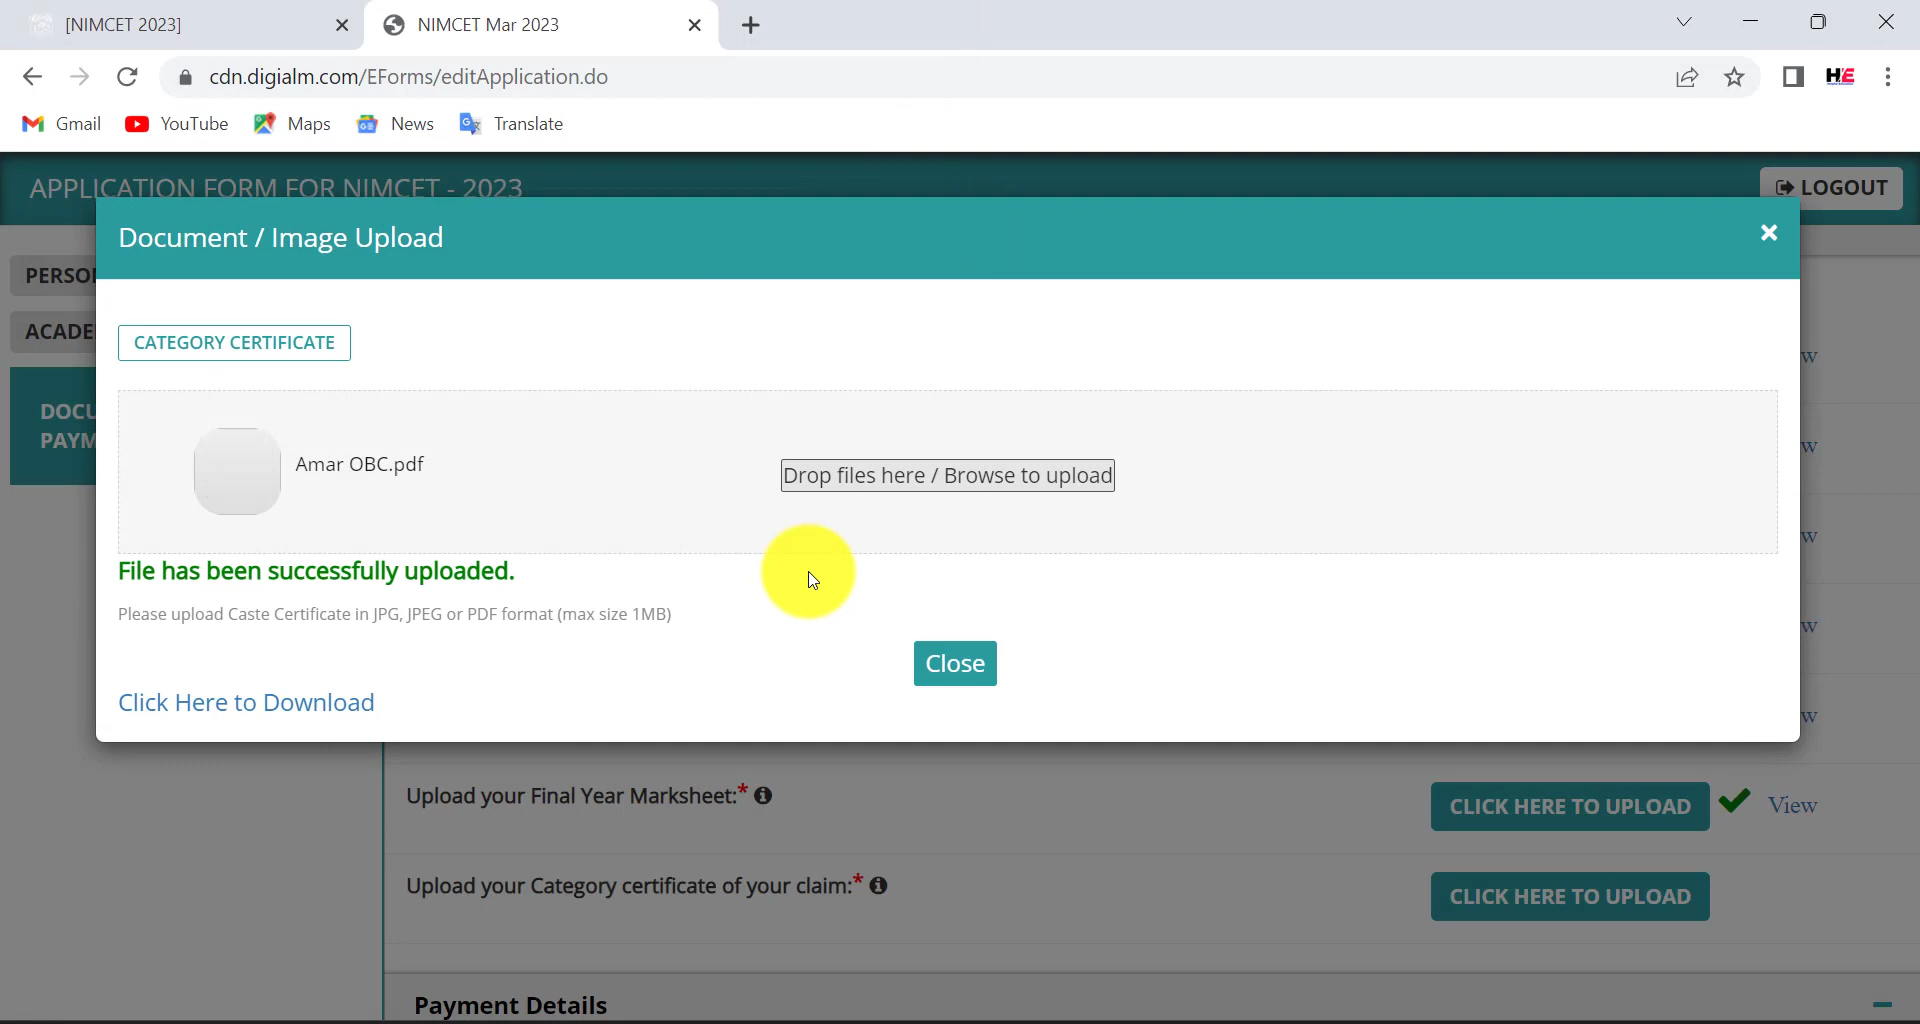 [NIMCET 2023]
NIMCET Mar 2023
cdn.digialm.com/EForms/editApplication.do
H/E
Gmail
YouTube
Maps
News
Translate
APPLICATION FORM FOR NIMCET - 2023
LOGOUT
Document / Image Upload
PERSO
ACADE
CATEGORY CERTIFICATE
w
DOCU
PAYM
Amar OBC.pdf
Drop files here / Browse to upload
w
w
File has been successfully uploaded.
Please upload Caste Certificate in JPG, JPEG or PDF format (max size 1MB)
w
Close
Click Here to Download
w
Upload your Final Year Marksheet:*
CLICK HERE TO UPLOAD
View
Upload your Category certificate of your claim:*
CLICK HERE TO UPLOAD
Payment Details